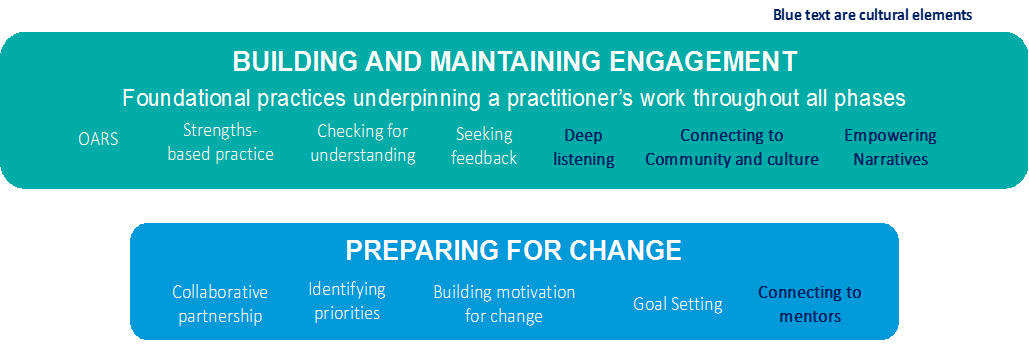 Blue text are cultural elements
BUILDING AND MAINTAINING ENGAGEMENT
Foundational practices underpinning a practitioner's work throughout all phases
OARS
Strengths-
based practice
Checking for
understanding
Seeking
feedback
Deep
listening
Connecting to
Community and culture
Empowering
Narratives
PREPARING FOR CHANGE
Collaborative
partnership
Identifying
priorities
Building motivation
for change
Goal Setting
Connecting to
mentors